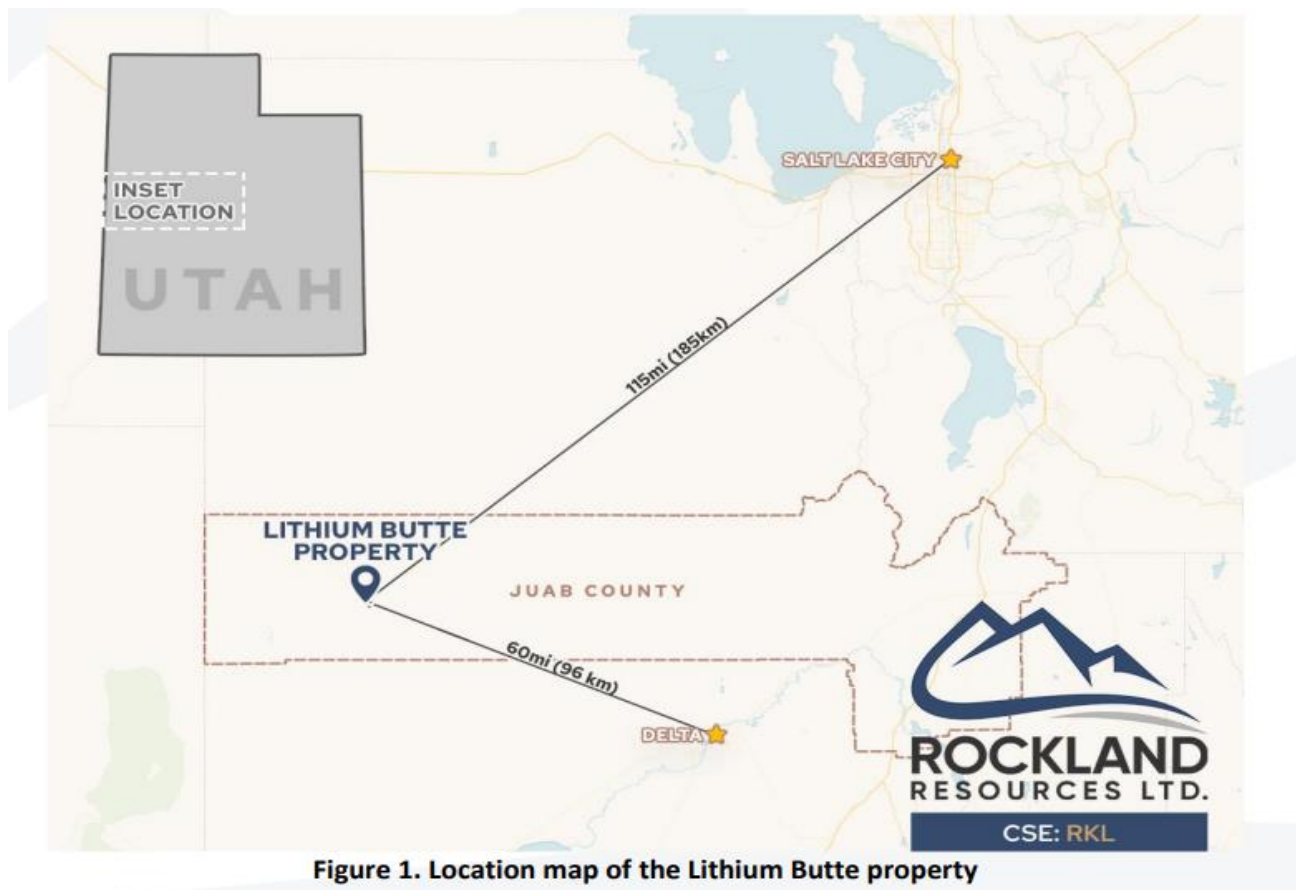 INSET
LOCATION
UTAH
SALT LAKE CITY
115mi (185km)
LITHIUM BUTTE
PROPERTY
JUAB COUNTY
60mi (96 km)
DELTA
ROCKLAND
RESOURCES LTD.
CSE: RKL
Figure 1. Location map of the Lithium Butte property